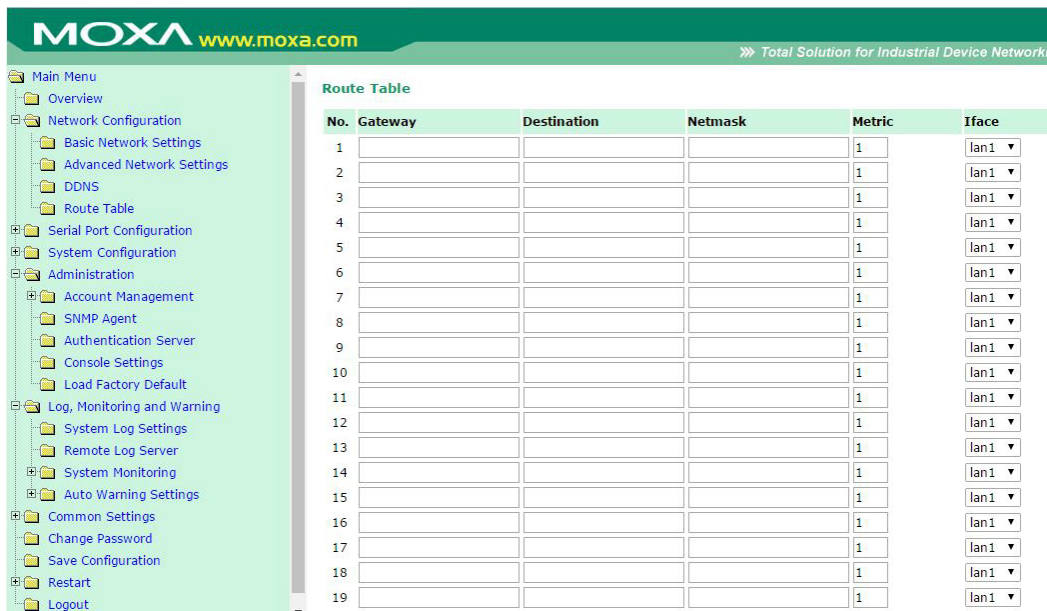 MOXA www.moxa.com
Total Solution for Industrial Device Network
Main Menu
Overview
Network Configuration
Basic Network Settings
Advanced Network Settings
DDNS
Route Table
Serial Port Configuration
System Configuration
Administration
Account Management
SNMP Agent
Authentication Server
Console Settings
Load Factory Default
Log, Monitoring and Warning
System Log Settings
Remote Log Server
System Monitoring
Auto Warning Settings
Common Settings
Change Password
Save Configuration
Restart
Logout
Route Table
No. Gateway Destination Netmask Metric Iface
1 1 lan1
2 1 lan1
3 1 lan1
4 1 lan1
5 1 lan1
6 1 lan1
7 1 lan1
8 1 lan1
9 1 lan1
10 1 lan1
11 1 lan1
12 1 lan1
13 1 lan1
14 1 lan1
15 1 lan1
16 1 lan1
17 1 lan1
18 1 lan1
19 1 lan1